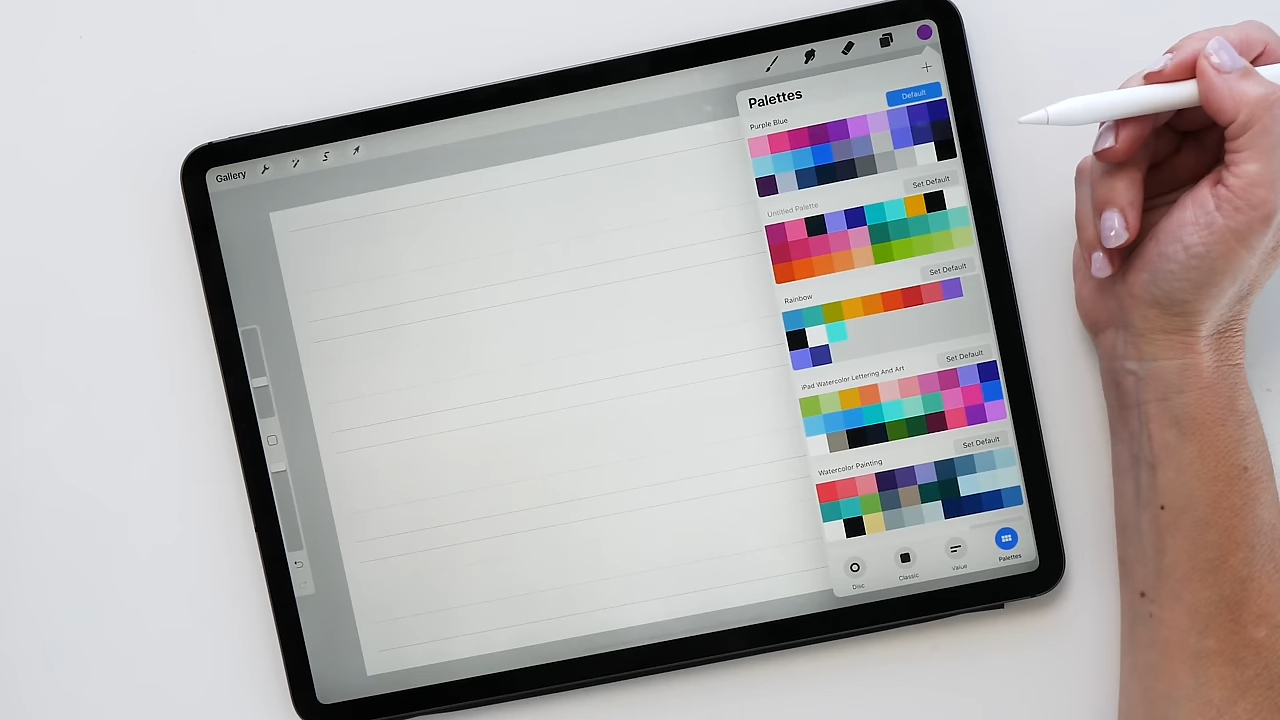 Gallery
Palettes
Purple Blue
Default
Untitled Palette
Set Default
Rainbow
Set Default
iPad Watercolor Lettering And Art
Set Default
Watercolor Painting
Set Default
Disc
Classic
Value
Palettes